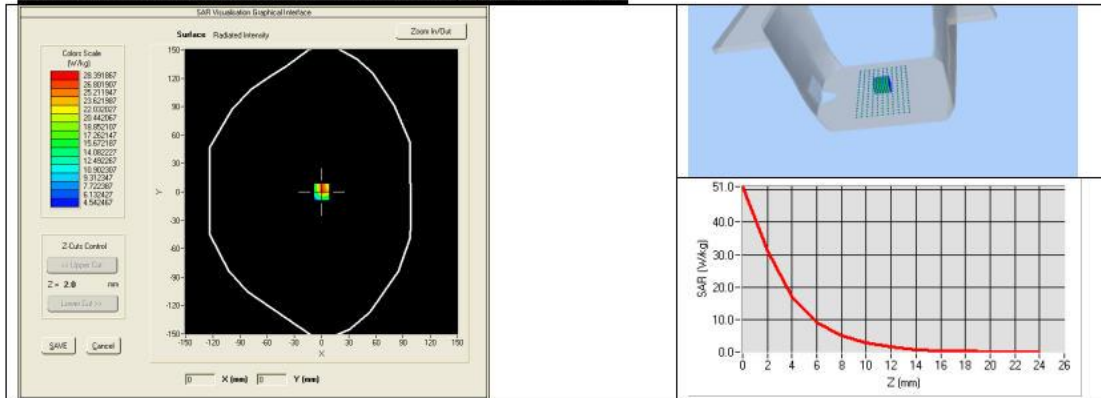 SAR Visualisation Graphical Interface
Surface Radiated Intensity
Zoom In/Out
Colors Scale
(W/kg)
28.391867
26.801907
25.211947
23.621987
22.032027
20.442067
18.852107
17.262147
15.672187
14.082227
12.492267
10.902307
9.312347
7.722387
6.132427
4.542467
Z-Cuts Control
<< Upper Cut
Z = 2.0 mm
Lower Cut >>
SAVE Cancel
150
120
90
60
30
0
-30
-60
-90
-120
-150
Y
-150 -120 -90 -60 -30 0 30 60 90 120 150
X
0 X (mm) 0 Y (mm)
51.0
40.0
30.0
20.0
10.0
0.0
SAR (W/kg)
0 2 4 6 8 10 12 14 16 18 20 22 24 26
Z (mm)